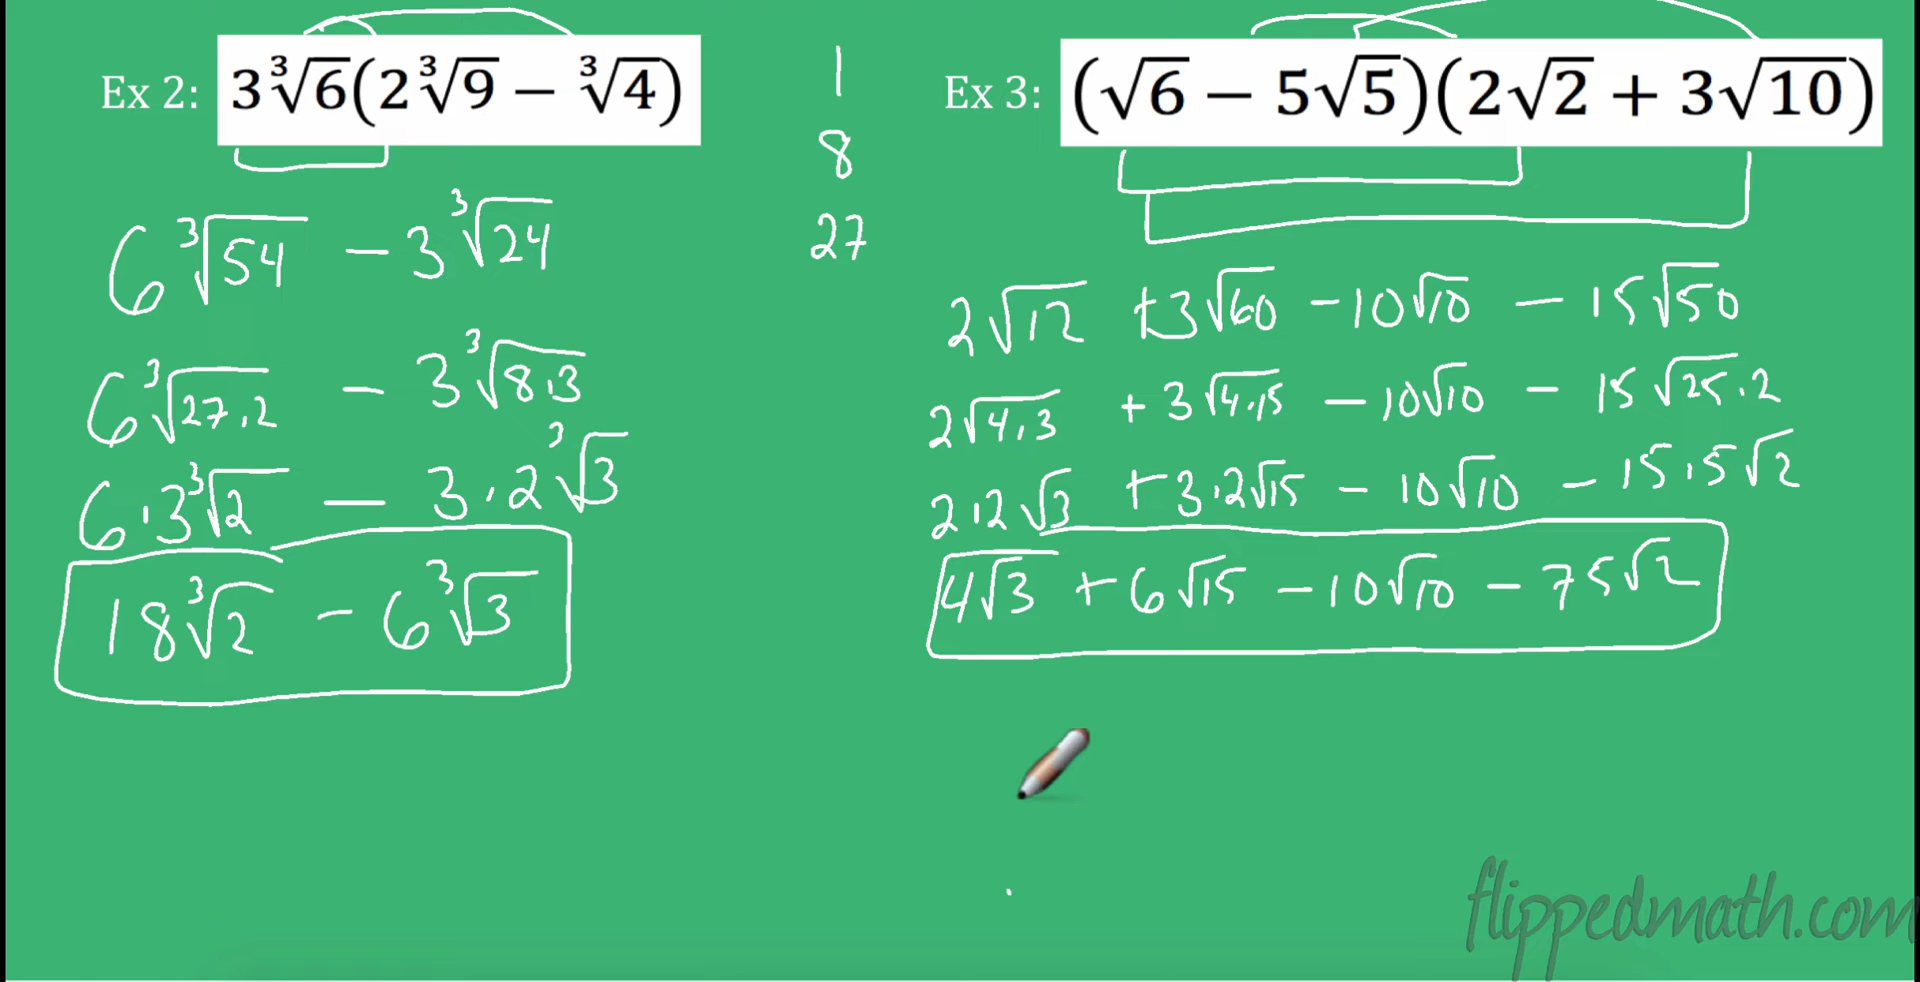 Ex 2: 3∛6(2∛9 − ∛4)
6∛54 − 3∛24
6∛27.2 − 3∛8.3
6·3∛2 − 3·2∛3
18∛2 − 6∛3
1
8
27
Ex 3: (√6 − 5√5)(2√2 + 3√10)
2√12 +3√60 −10√10 − 15√50
2√4.3 + 3√4·15 − 10√10 − 15√25.2
2·2√3 +3·2√15 − 10√10 − 15·5√2
4√3 + 6√15 − 10√10 − 75√2
flippedmath.com